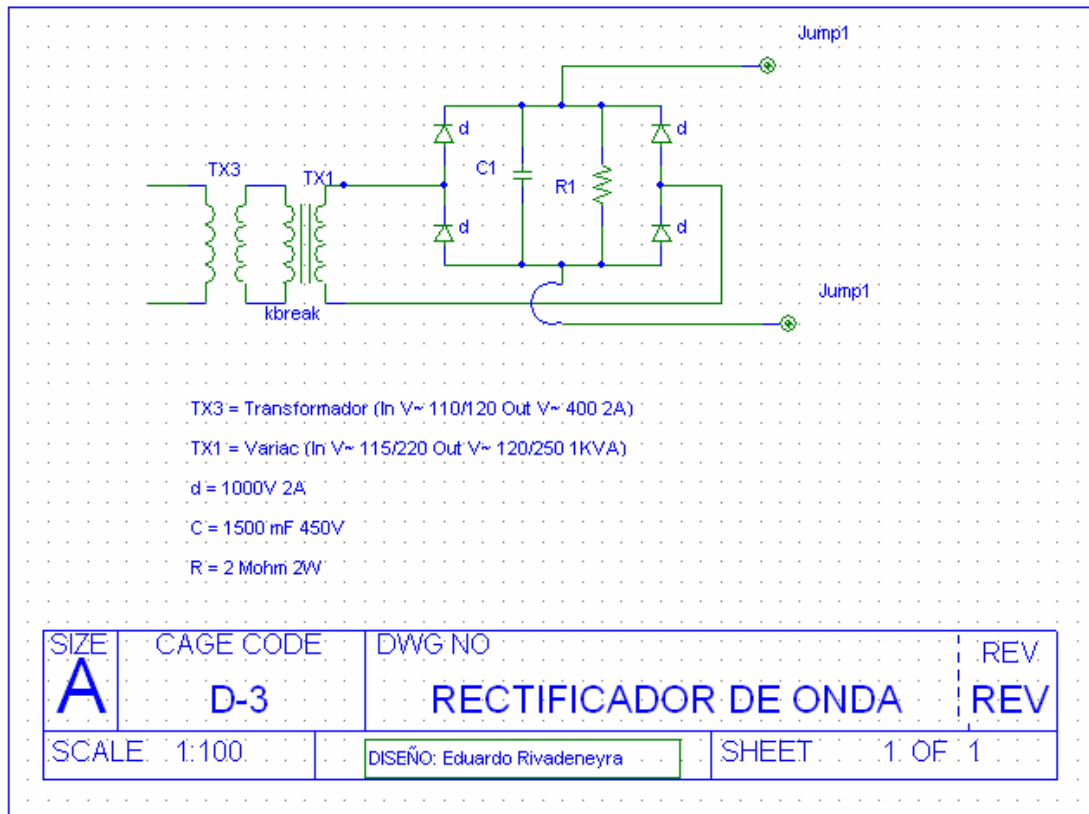 Jump1
d
d
C1
R1
TX3
TX1
d
d
kbreak
Jump1
TX3 = Transformador (In V~ 110/120 Out V~ 400 2A)
TX1 = Variac (In V~ 115/220 Out V~ 120/250 1KVA)
d = 1000V 2A
C = 1500 mF 450V
R = 2 Mohm 2W
SIZE
A
CAGE CODE
D-3
DWG NO
RECTIFICADOR DE ONDA
REV
REV
SCALE 1:100
DISEÑO: Eduardo Rivadeneyra
SHEET 1 OF 1